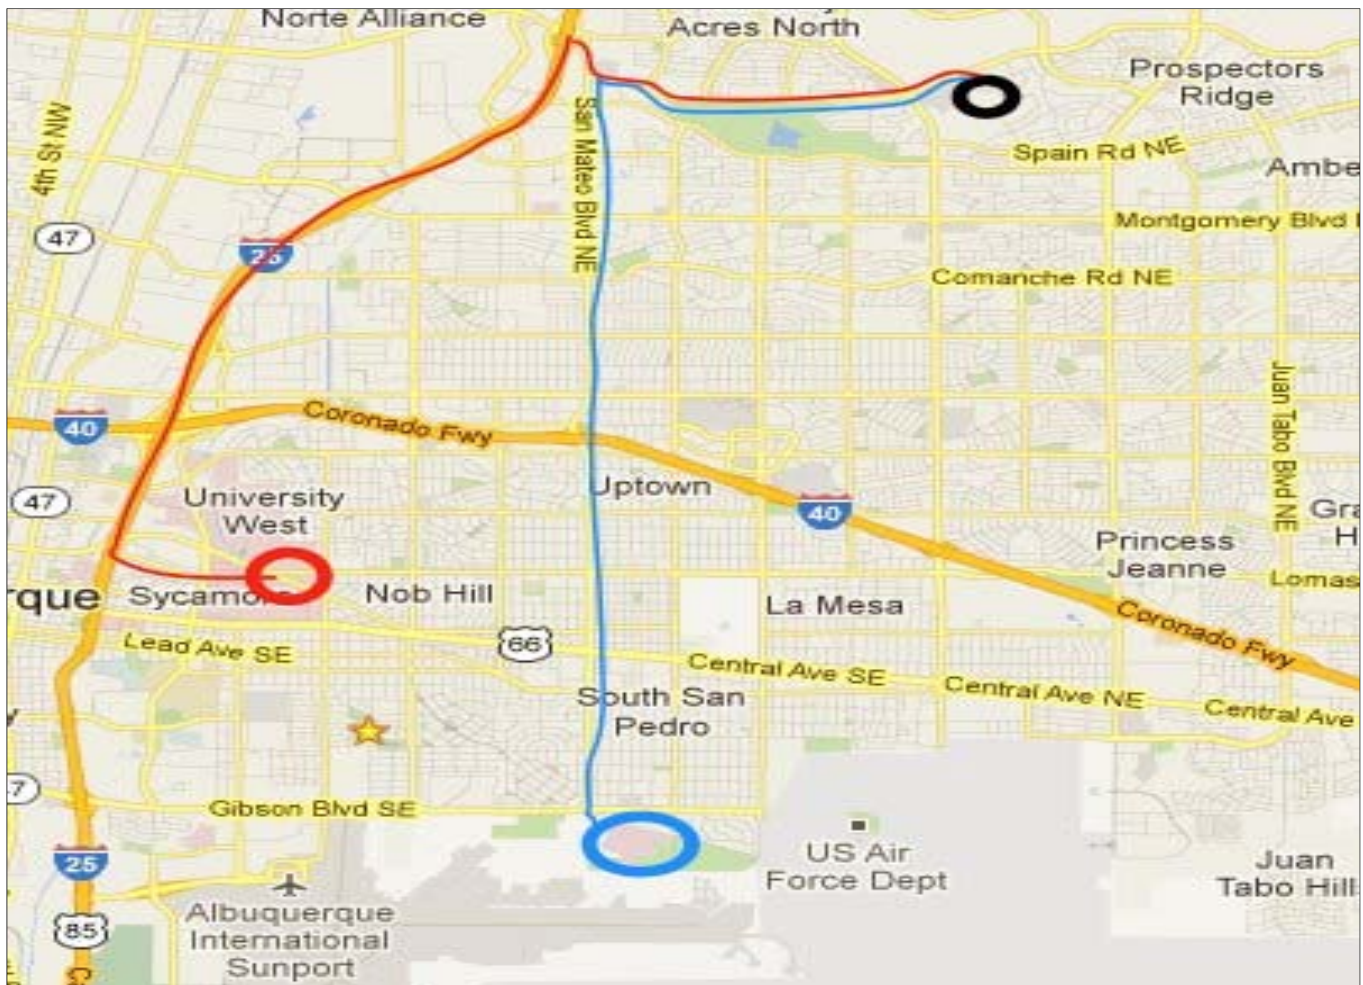 Norte Alliance
Acres North
Prospectors
Ridge
4th St NW
San Mateo Blvd NE
Spain Rd NE
Ambe
Montgomery Blvd
47
25
Comanche Rd NE
Juan Tabo Blvd NE
40
Coronado Fwy
47
University
West
Uptown
40
Gra
H
Princess
Jeanne
Lomas
rque
Sycamore
Nob Hill
La Mesa
Coronado Fwy
66
Lead Ave SE
Central Ave SE
Central Ave NE
Central Ave
South San
Pedro
y
7
Gibson Blvd SE
25
US Air
Force Dept
Juan
Tabo Hill
85
Albuquerque
International
Sunport